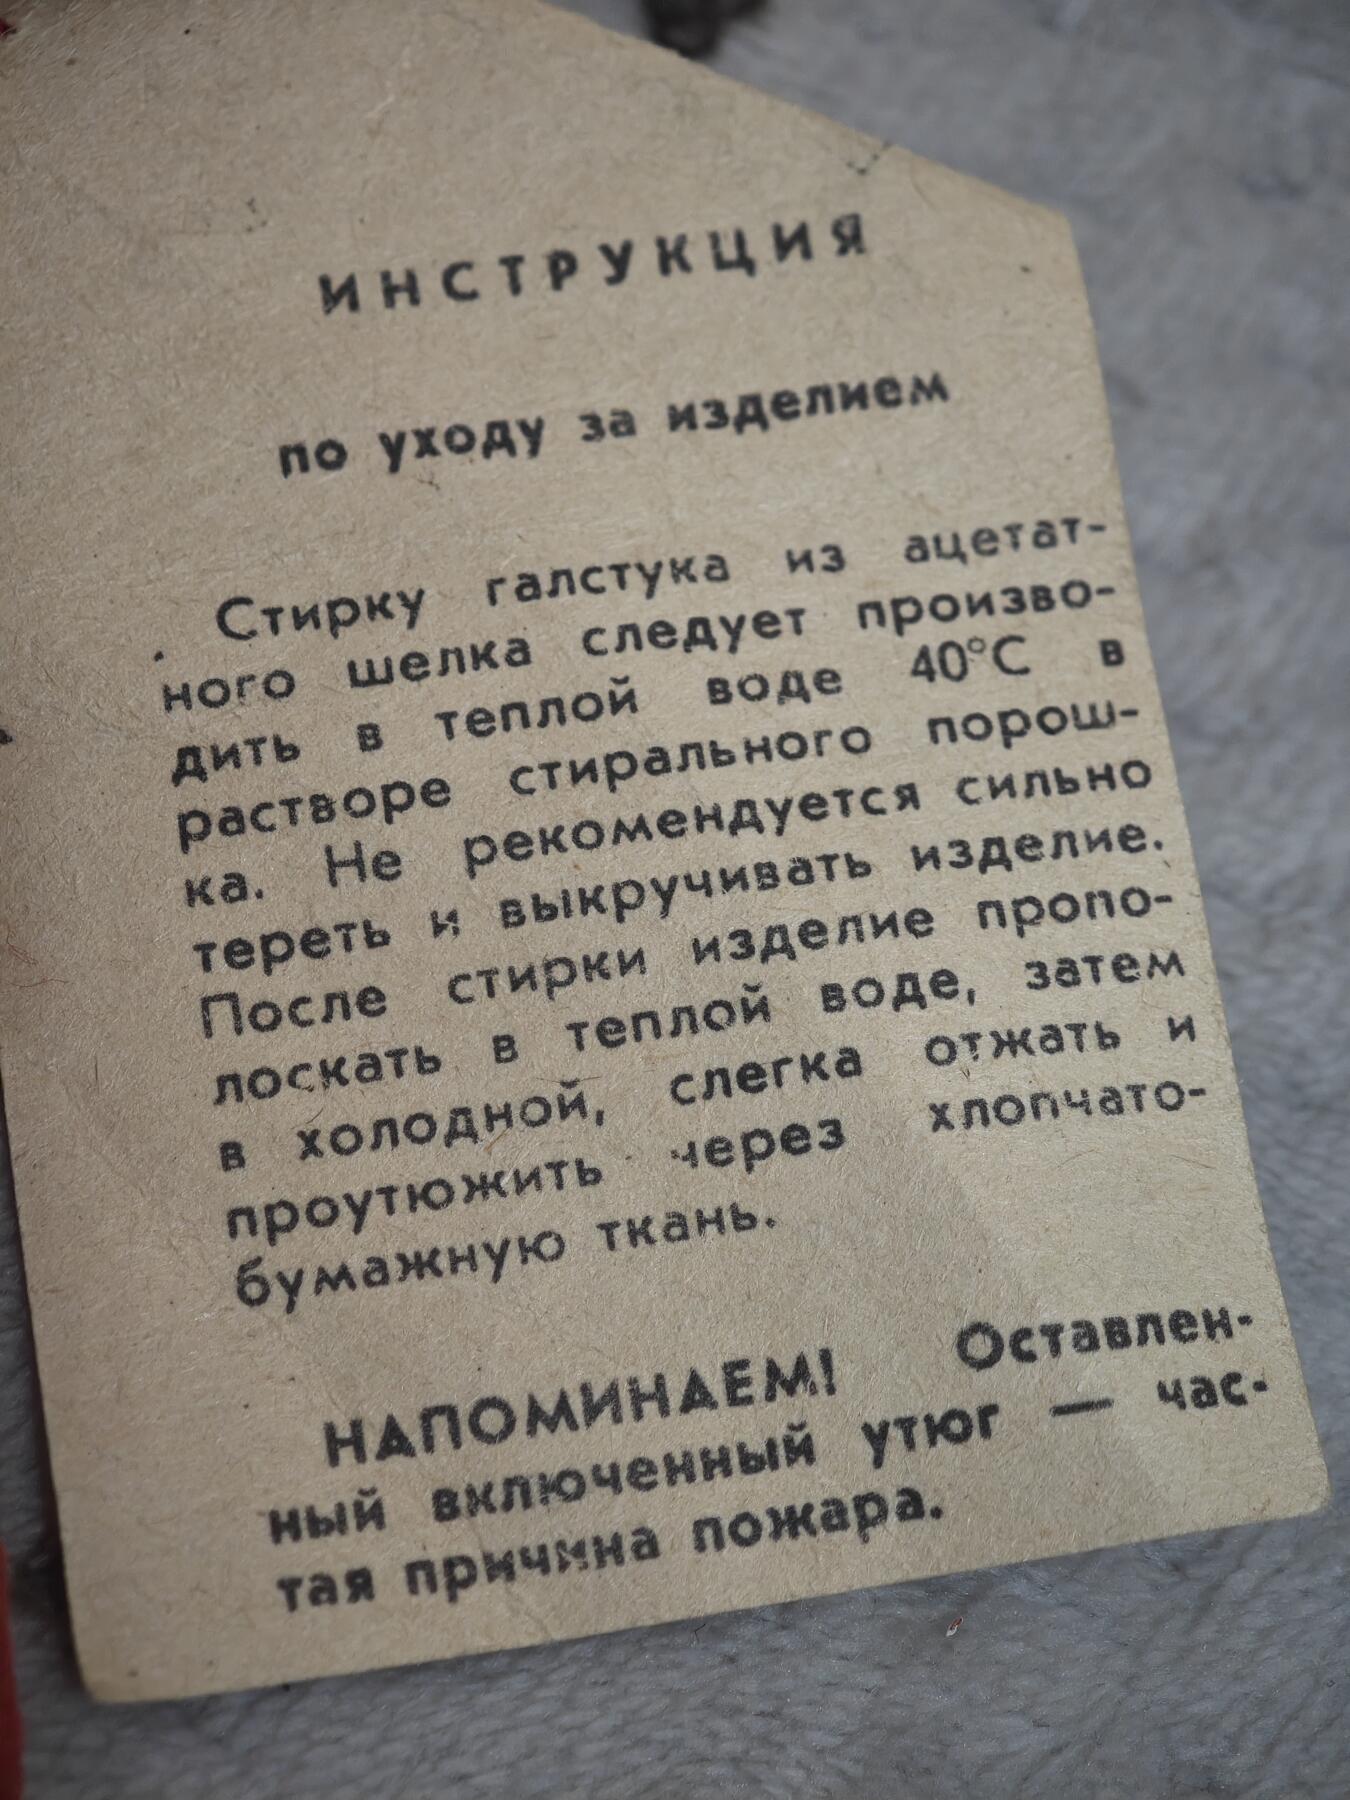 ИНСТРУКЦИЯ
по уходу за изделием
Стирку галстука из ацетат-
ного шелка следует произво-
дить в теплой воде 40°С в
растворе стирального порош-
ка. Не рекомендуется сильно
тереть и выкручивать изделие.
После стирки изделие пропо-
лоскать в теплой воде, затем
в холодной, слегка отжать и
проутюжить через хлопчато-
бумажную ткань.
НАПОМИНАЕМ! Оставлен-
ный включенный утюг — час-
тая причина пожара.